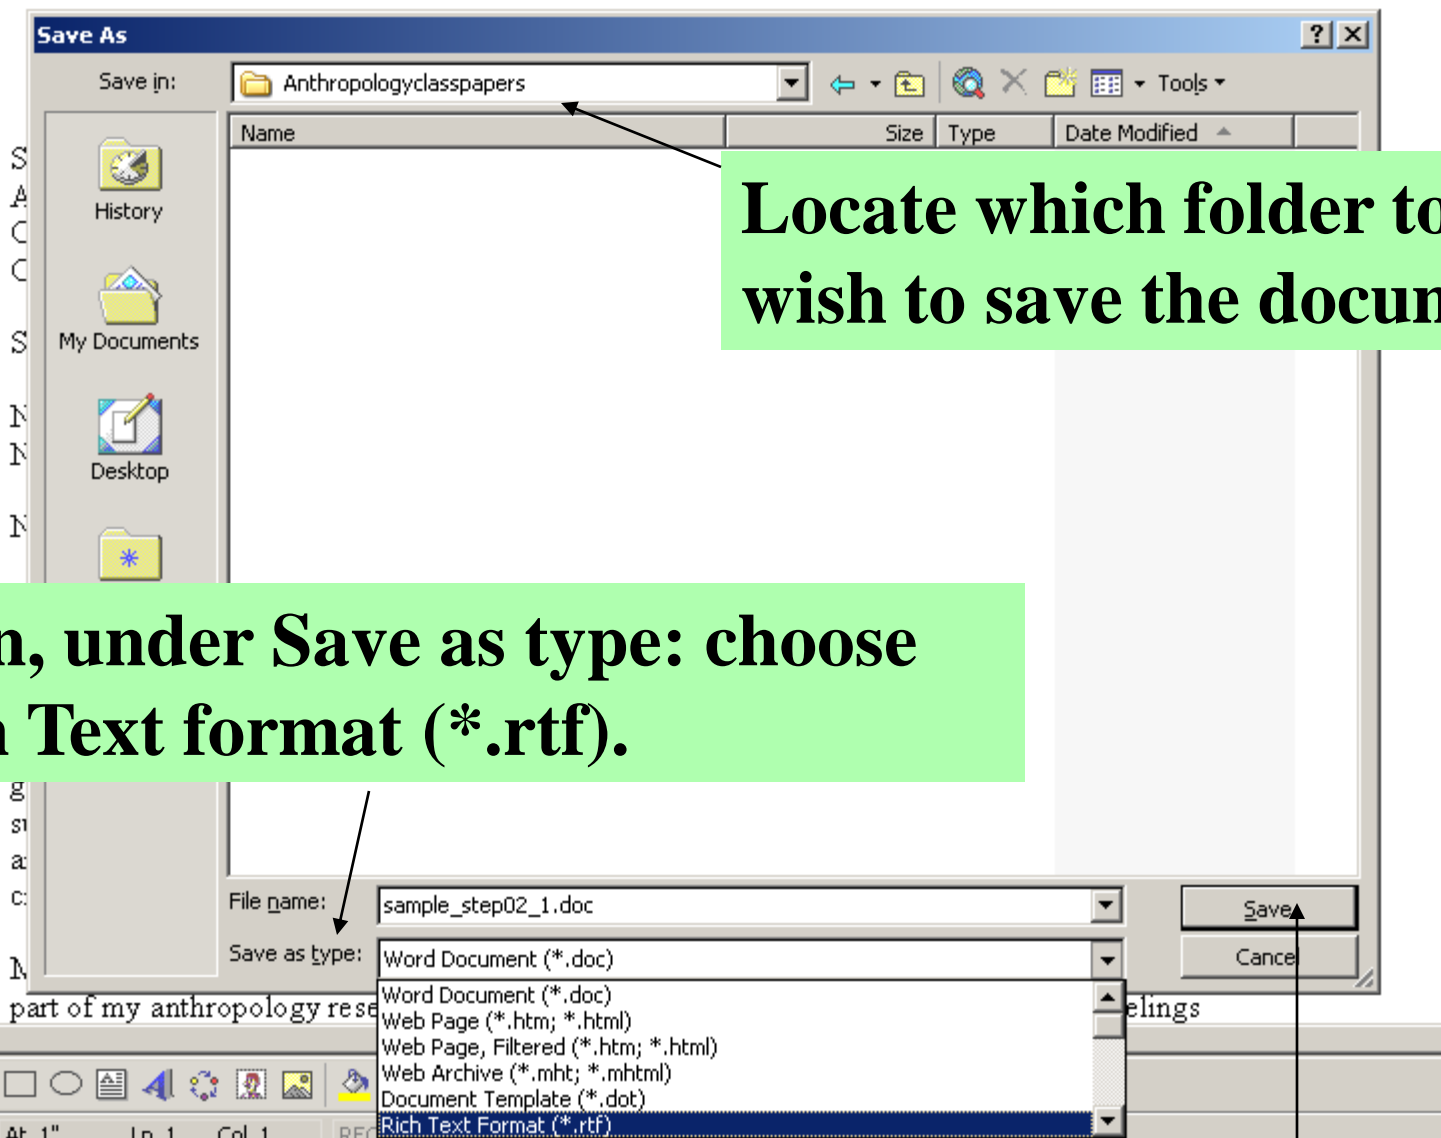 Save As
Save in:
Anthropologyclasspapers
Tools
Name Size Type Date Modified
History
My Documents
Desktop
Locate which folder to
wish to save the docum
n, under Save as type: choose
Text format (*.rtf).
File name: sample_step02_1.doc Save
Save as type: Word Document (*.doc) Cancel
Word Document (*.doc)
Web Page (*.htm; *.html)
Web Page, Filtered (*.htm; *.html)
Web Archive (*.mht; *.mhtml)
Document Template (*.dot)
Rich Text Format (*.rtf)
part of my anthropology rese elings
At 1" Ln 1 Col 1 REC